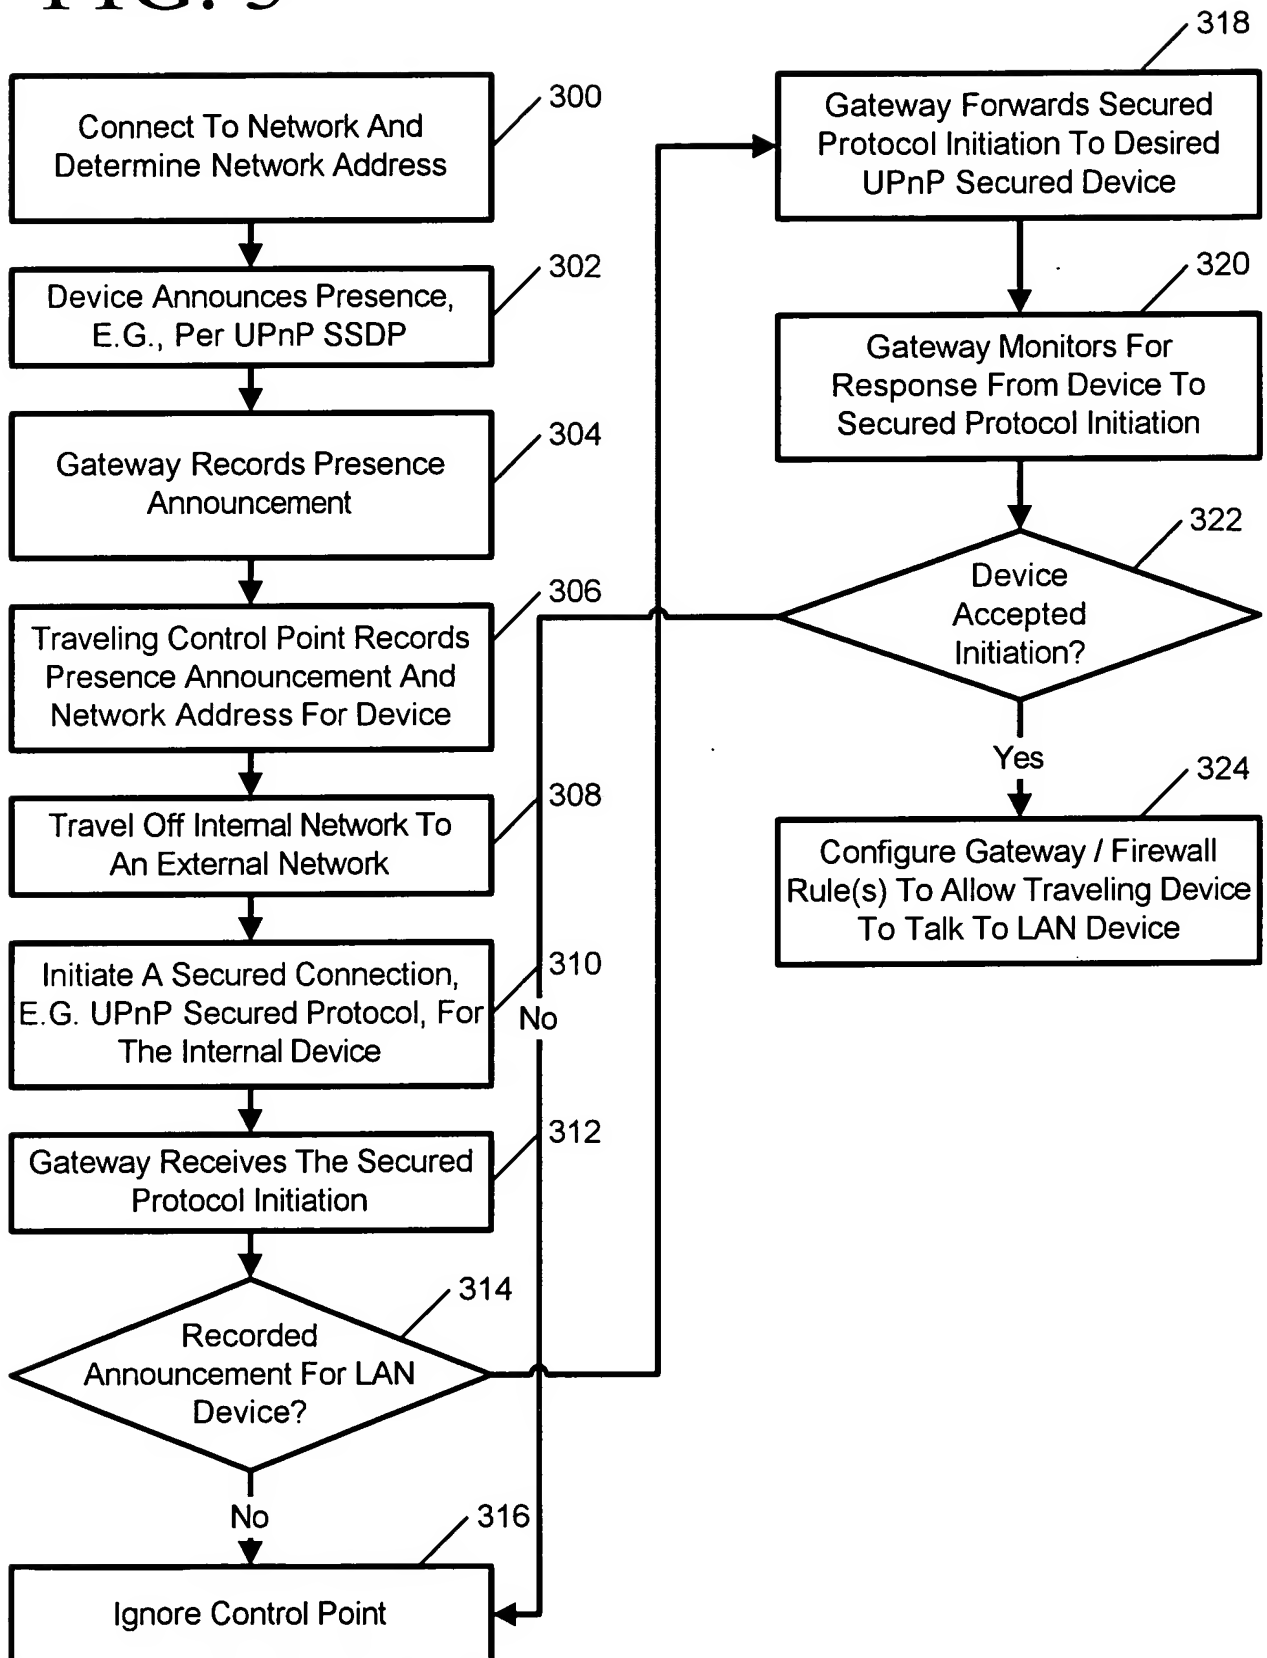 300
Connect To Network And
Determine Network Address
302
Device Announces Presence,
E.G., Per UPnP SSDP
304
Gateway Records Presence
Announcement
306
Traveling Control Point Records
Presence Announcement And
Network Address For Device
308
Travel Off Internal Network To
An External Network
310
Initiate A Secured Connection,
E.G. UPnP Secured Protocol, For
The Internal Device
No
312
Gateway Receives The Secured
Protocol Initiation
314
Recorded
Announcement For LAN
Device?
No
316
Ignore Control Point
318
Gateway Forwards Secured
Protocol Initiation To Desired
UPnP Secured Device
320
Gateway Monitors For
Response From Device To
Secured Protocol Initiation
322
Device
Accepted
Initiation?
Yes
324
Configure Gateway / Firewall
Rule(s) To Allow Traveling Device
To Talk To LAN Device